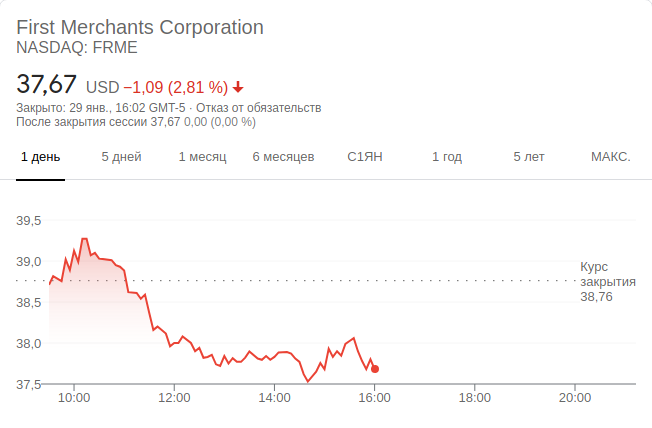 First Merchants Corporation
NASDAQ: FRME
37,67 USD −1,09 (2,81 %)
Закрыто: 29 янв., 16:02 GMT-5 · Отказ от обязательств
После закрытия сессии 37,67 0,00 (0,00 %)
1 день 5 дней 1 месяц 6 месяцев С1ЯН 1 год 5 лет МАКС.
39,5
39,0
38,5
38,0
37,5
Курс
закрытия
38,76
10:00 12:00 14:00 16:00 18:00 20:00